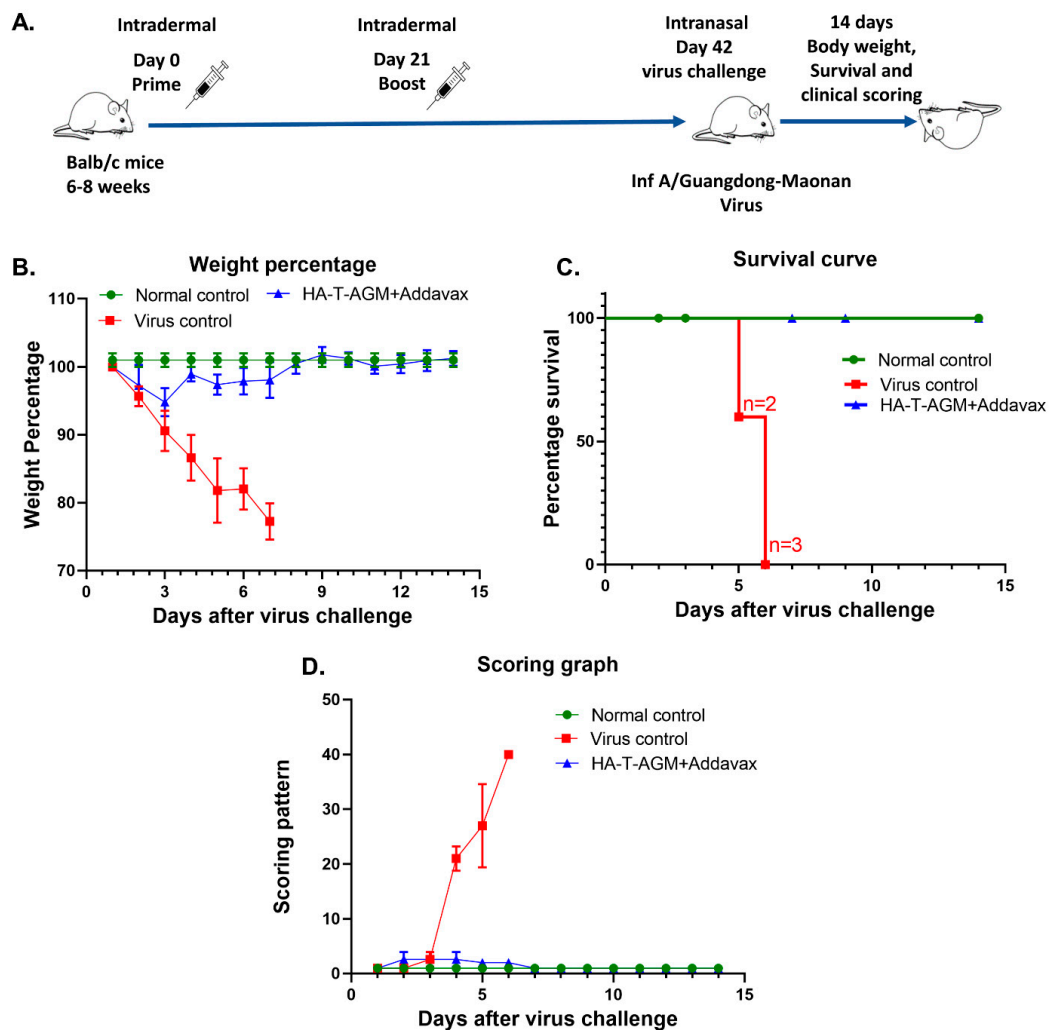 A.
Intradermal
Day 0
Prime
Intradermal
Day 21
Boost
Intranasal
Day 42
virus challenge
14 days
Body weight,
Survival and
clinical scoring
Balb/c mice
6-8 weeks
Inf A/Guangdong-Maonan
Virus
B.
Weight percentage
Normal control
HA-T-AGM+Addavax
Virus control
110
100
90
80
70
Weight Percentage
0
3
6
9
12
15
Days after virus challenge
C.
Survival curve
100
50
0
Percentage survival
Normal control
Virus control
HA-T-AGM+Addavax
n=2
n=3
0
5
10
15
Days after virus challenge
D.
Scoring graph
50
40
30
20
10
0
Scoring pattern
Normal control
Virus control
HA-T-AGM+Addavax
0
5
10
15
Days after virus challenge